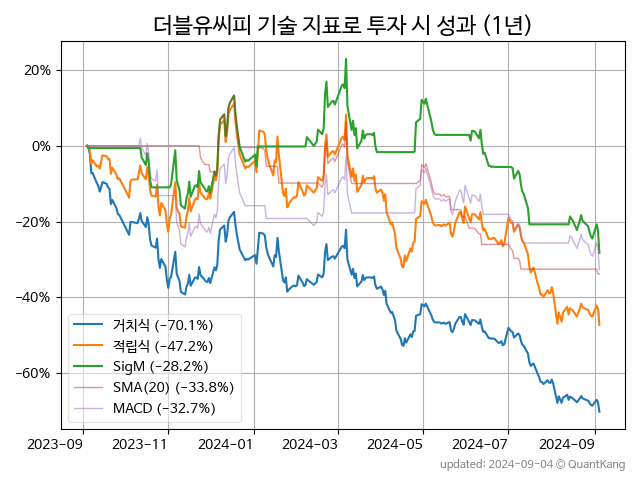 더블유씨피 기술 지표로 투자 시 성과 (1년)
20%
0%
−20%
−40%
−60%
거치식 (−70.1%)
적립식 (−47.2%)
SigM (−28.2%)
SMA(20) (−33.8%)
MACD (−32.7%)
2023-09 2023-11 2024-01 2024-03 2024-05 2024-07 2024-09
updated: 2024-09-04 © QuantKang